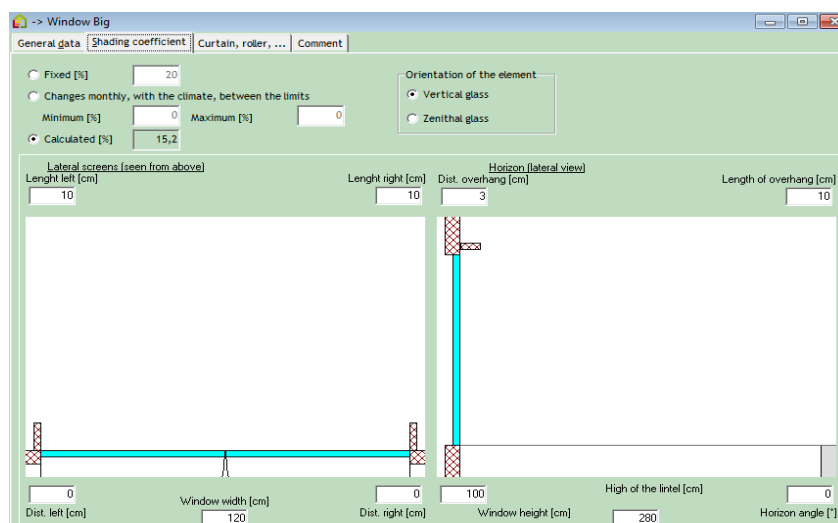 -> Window Big
General data Shading coefficient Curtain, roller, ... Comment
Fixed [%] 20
Changes monthly, with the climate, between the limits
Minimum [%] 0 Maximum [%] 0
Calculated [%] 15,2
Orientation of the element
Vertical glass
Zenithal glass
Lateral screens (seen from above)
Lenght left [cm] Lenght right [cm]
10 10
Horizon (lateral view)
Dist. overhang [cm] Length of overhang [cm]
3 10
0 0
Dist. left [cm] Window width [cm] Dist. right [cm]
120
100 High of the lintel [cm] 0
Window height [cm] Horizon angle [°]
280